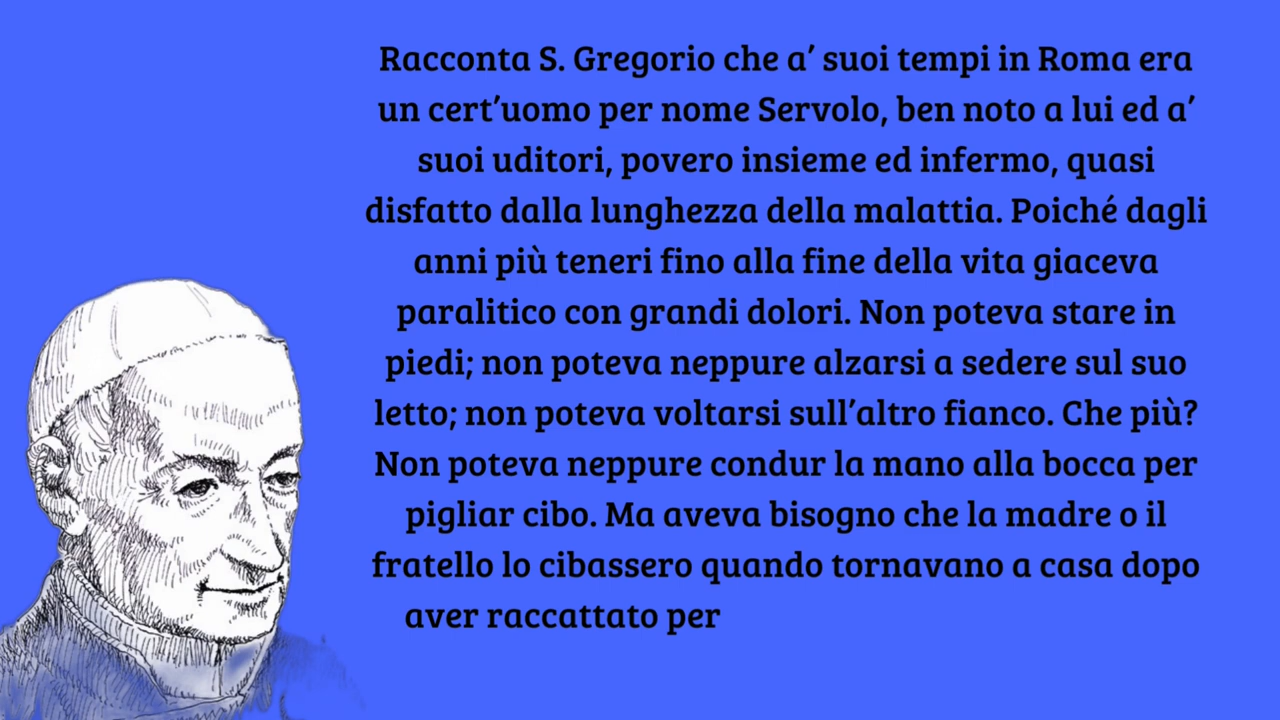 Racconta S. Gregorio che a’ suoi tempi in Roma era
un cert’uomo per nome Servolo, ben noto a lui ed a’
suoi uditori, povero insieme ed infermo, quasi
disfatto dalla lunghezza della malattia. Poiché dagli
anni più teneri fino alla fine della vita giaceva
paralitico con grandi dolori. Non poteva stare in
piedi; non poteva neppure alzarsi a sedere sul suo
letto; non poteva voltarsi sull’altro fianco. Che più?
Non poteva neppure condur la mano alla bocca per
pigliar cibo. Ma aveva bisogno che la madre o il
fratello lo cibassero quando tornavano a casa dopo
aver raccattato per